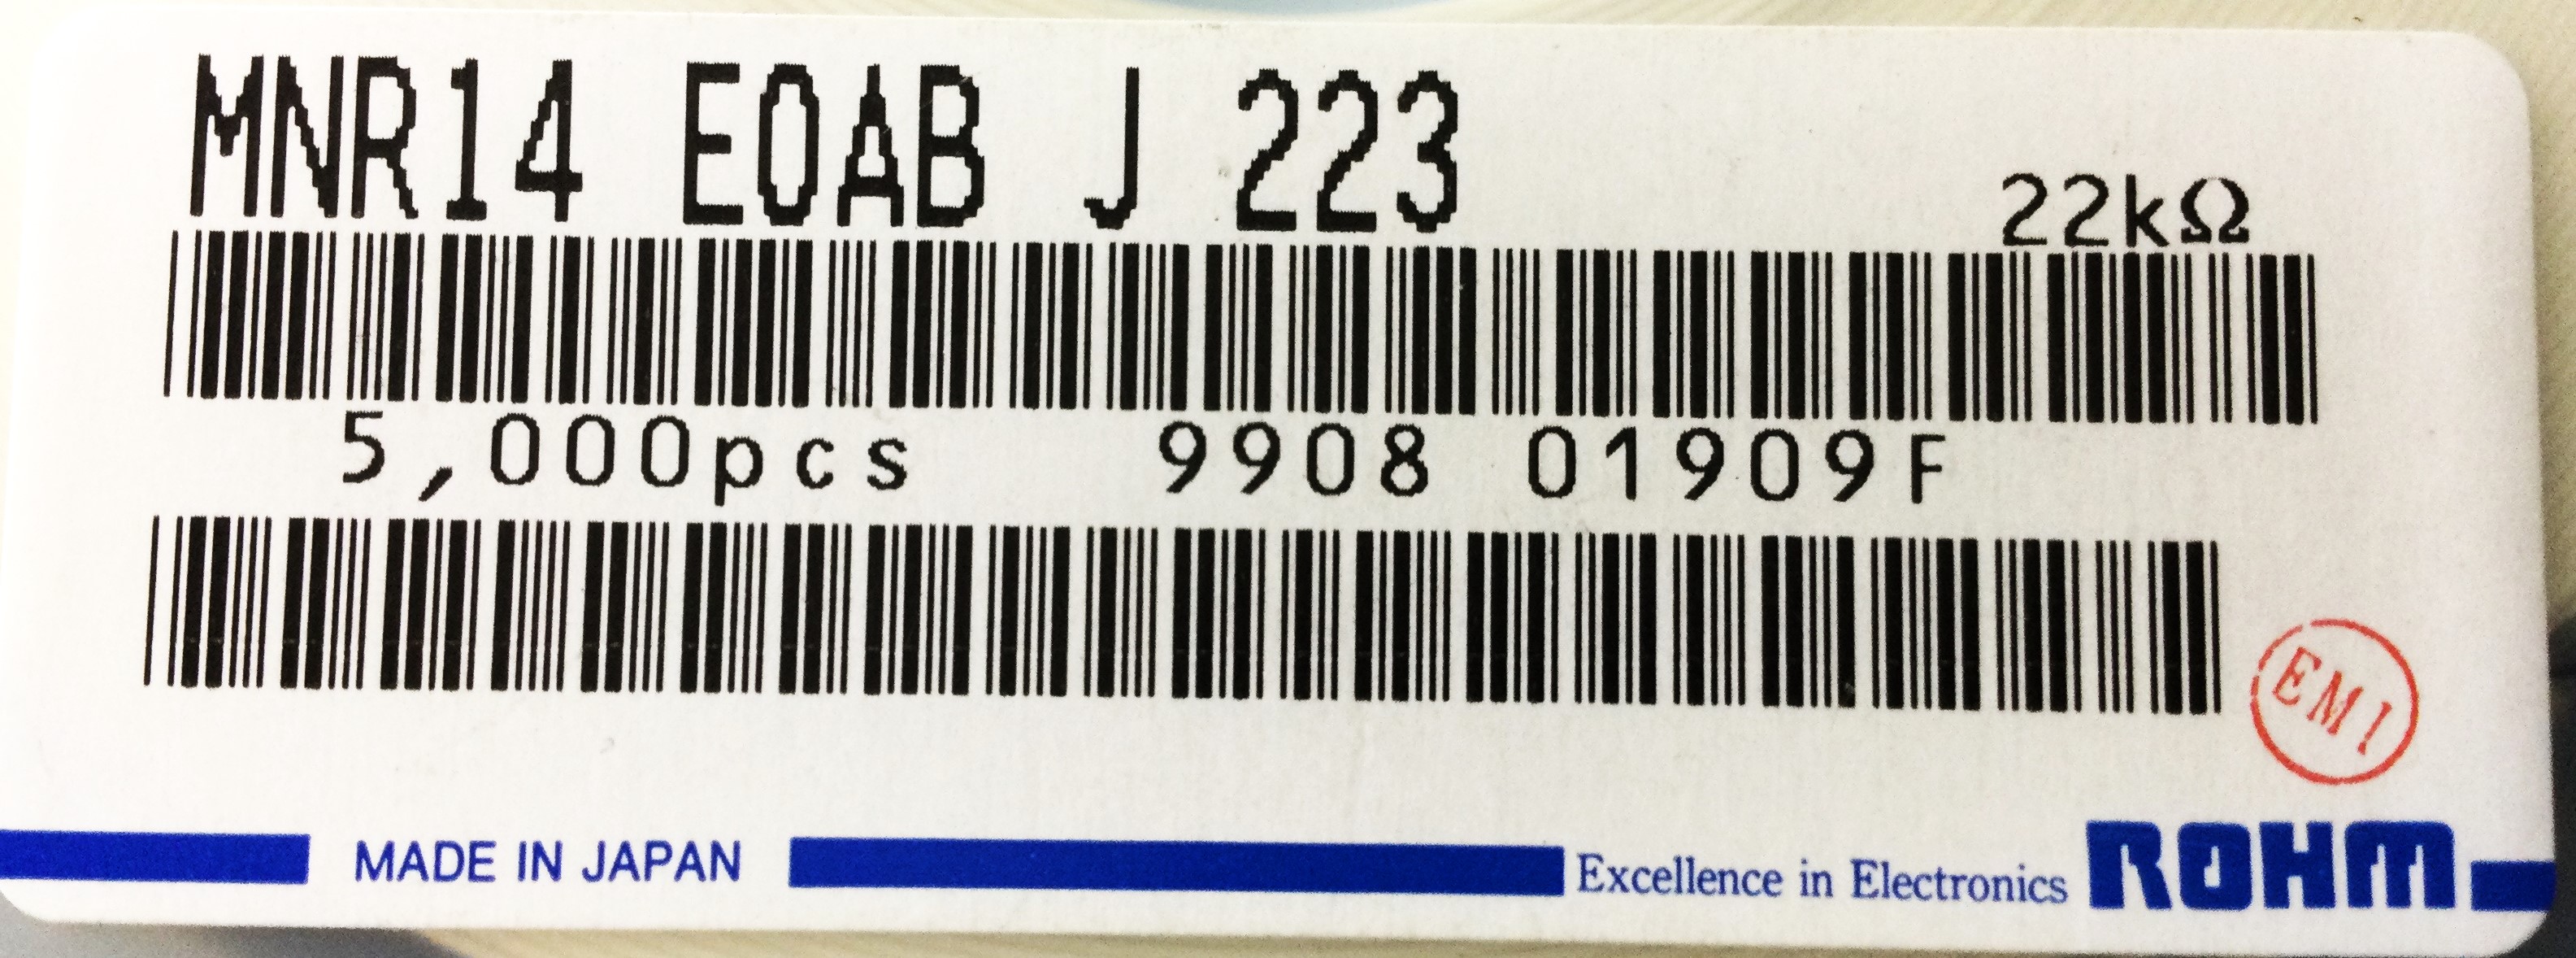 MNR14 E0AB J 223
22kΩ
5,000pcs 9908 01909F
EMI
MADE IN JAPAN
Excellence in Electronics ROHM